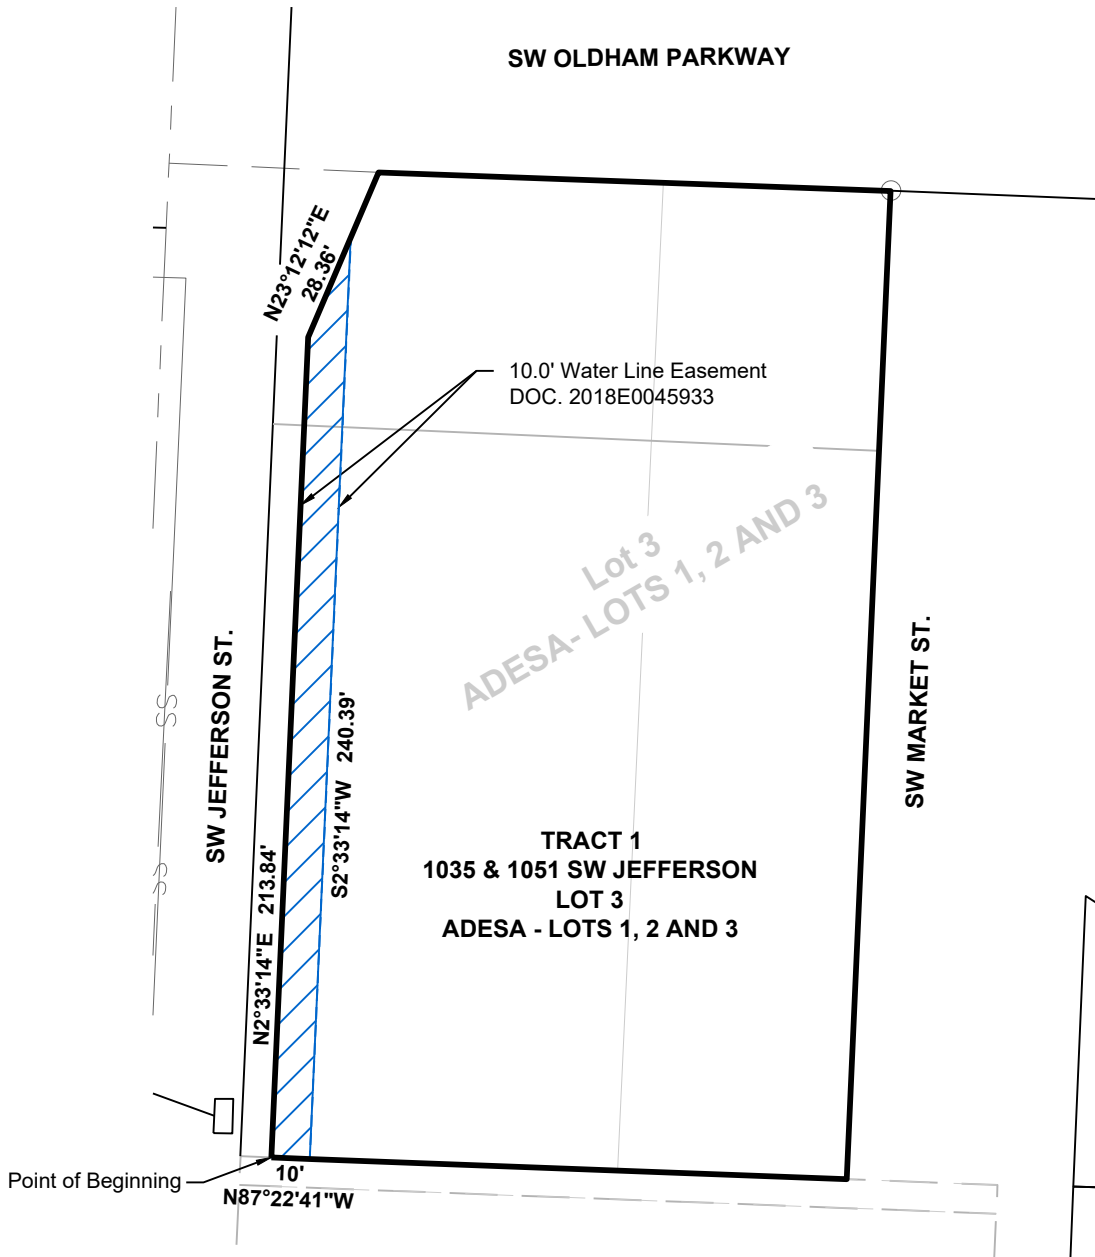 SW OLDHAM PARKWAY
N23°12'12"E
28.36'
10.0' Water Line Easement
DOC. 2018E0045933
Lot 3
ADESA- LOTS 1, 2 AND 3
SW JEFFERSON ST.
SS
SS
SW MARKET ST.
S2°33'14"W 240.39'
N2°33'14"E 213.84'
TRACT 1
1035 & 1051 SW JEFFERSON
LOT 3
ADESA - LOTS 1, 2 AND 3
Point of Beginning
10'
N87°22'41"W